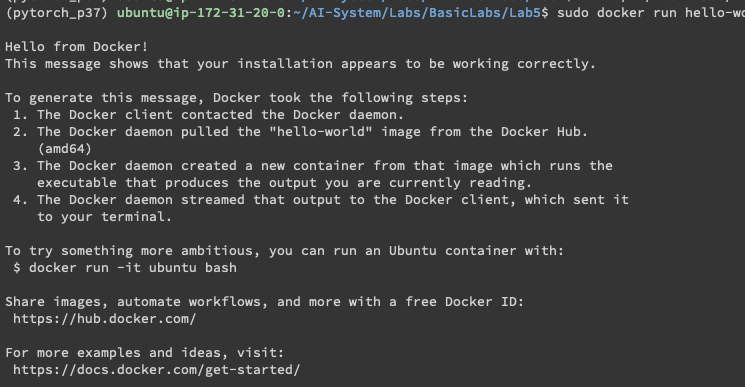 (pytorch_p37) ubuntu@ip-172-31-20-0:~/AI-System/Labs/BasicLabs/Lab5$ sudo docker run hello-wo
Hello from Docker!
This message shows that your installation appears to be working correctly.
To generate this message, Docker took the following steps:
1. The Docker client contacted the Docker daemon.
2. The Docker daemon pulled the "hello-world" image from the Docker Hub.
(amd64)
3. The Docker daemon created a new container from that image which runs the
executable that produces the output you are currently reading.
4. The Docker daemon streamed that output to the Docker client, which sent it
to your terminal.
To try something more ambitious, you can run an Ubuntu container with:
$ docker run -it ubuntu bash
Share images, automate workflows, and more with a free Docker ID:
https://hub.docker.com/
For more examples and ideas, visit:
https://docs.docker.com/get-started/